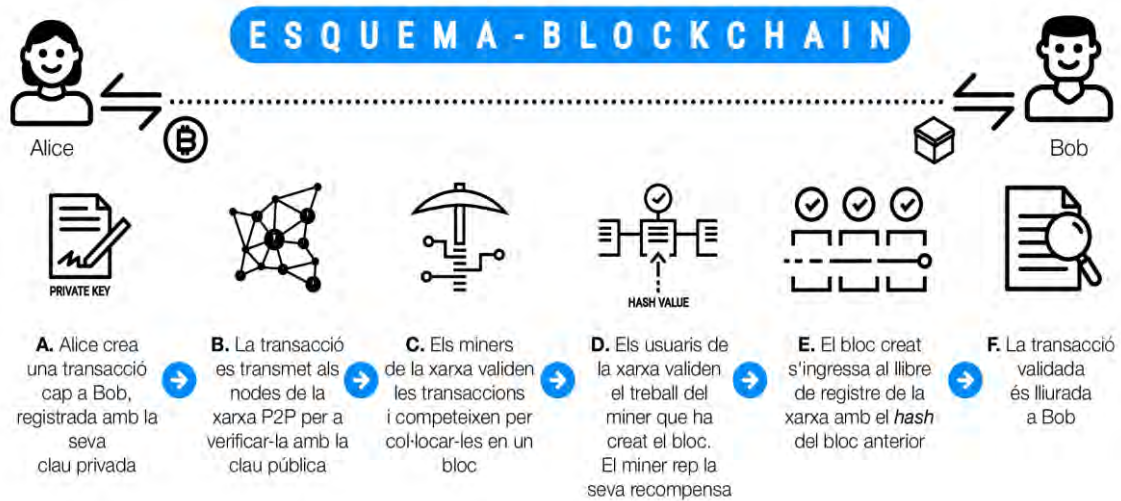 ESQUEMA-BLOCKCHAIN
Alice
Bob
PRIVATE KEY
HASH VALUE
A. Alice crea
una transacció
cap a Bob,
registrada amb la
seva
clau privada
B. La transacció
es transmet als
nodes de la
xarxa P2P per a
verificar-la amb la
clau pública
C. Els miners
de la xarxa validen
les transaccions
i competeixen per
col·locar-les en un
bloc
D. Els usuaris de
la xarxa validen
el treball del
miner que ha
creat el bloc.
El miner rep la
seva recompensa
E. El bloc creat
s'ingressa al llibre
de registre de la
xarxa amb el hash
del bloc anterior
F. La transacció
validada
és lliurada
a Bob